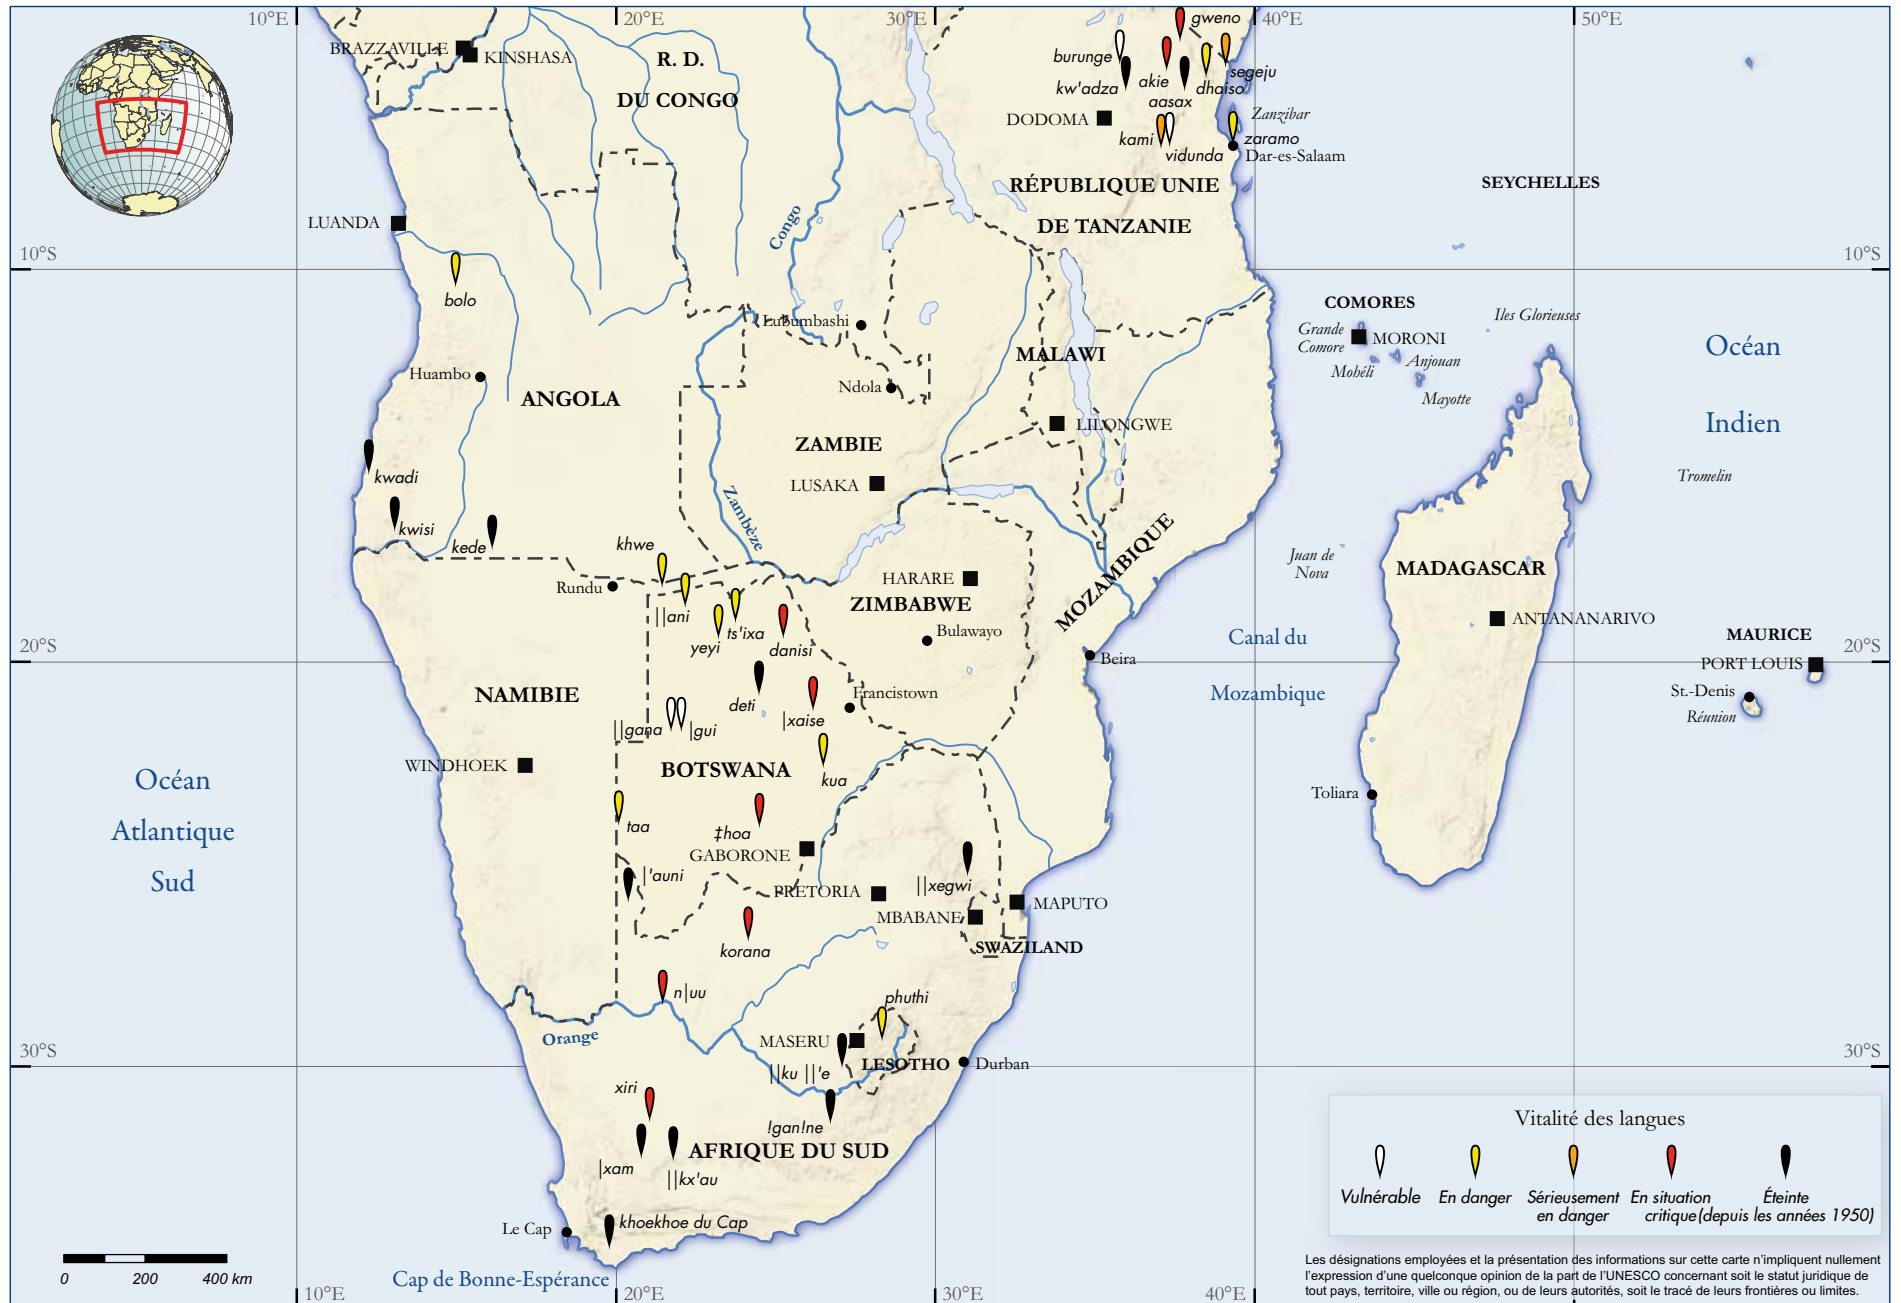 10°E
20°E
30°E
40°E
50°E
BRAZZAVILLE
KINSHASA
R. D.
DU CONGO
gweno
burunge
akie
segeju
kw'adza
dhaiso
aasax
DODOMA
Zanzibar
kami
vidunda
zaramo
Dar-es-Salaam
RÉPUBLIQUE UNIE
DE TANZANIE
SEYCHELLES
LUANDA
Congo
10°S
10°S
bolo
COMORES
Grande
Comore
MORONI
Iles Glorieuses
Mohéli
Anjouan
Mayotte
Océan
Indien
Lubumbashi
Huambo
Ndola
MALAWI
ANGOLA
ZAMBIE
LILONGWE
LUSAKA
Tromelin
kwadi
kwisi
kede
Zambèze
khwe
Rundu
||ani
yeyi
ts'ixa
danisi
HARARE
ZIMBABWE
MOZAMBIQUE
Juan de
Nova
MADAGASCAR
ANTANANARIVO
Bulawayo
Beira
Canal du
Mozambique
MAURICE
PORT LOUIS
20°S
20°S
St.-Denis
Réunion
NAMIBIE
deti
Francistown
|xaise
||gana
|gui
WINDHOEK
BOTSWANA
kua
Toliara
Océan
Atlantique
Sud
taa
‡hoa
GABORONE
|'auni
PRETORIA
||xegwi
MBABANE
MAPUTO
SWAZILAND
korana
n|uu
phuthi
Orange
MASERU
LESOTHO
Durban
30°S
30°S
||ku ||'e
xiri
!gan!ne
AFRIQUE DU SUD
|xam
||kx'au
Le Cap
khoekhoe du Cap
Cap de Bonne-Espérance
0 200 400 km
Vitalité des langues
Vulnérable
En danger
Sérieusement
en danger
En situation
critique
Éteinte
(depuis les années 1950)
Les désignations employées et la présentation des informations sur cette carte n'impliquent nullement
l'expression d'une quelconque opinion de la part de l'UNESCO concernant soit le statut juridique de
tout pays, territoire, ville ou région, ou de leurs autorités, soit le tracé de leurs frontières ou limites.
10°E
20°E
30°E
40°E
50°E